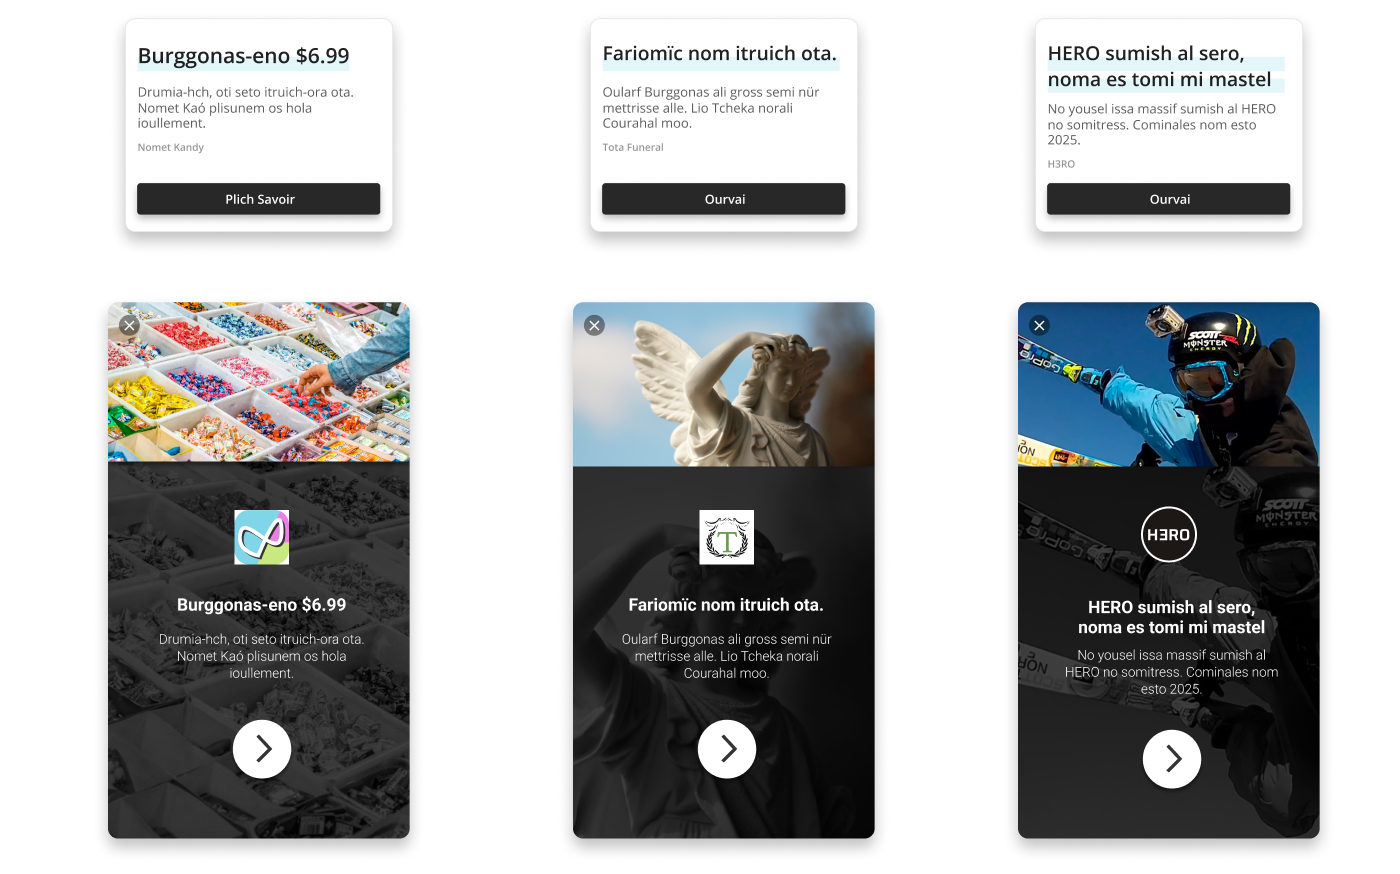 Burggonas-eno $6.99
Drumia-hch, oti seto itruich-ora ota.
Nomet Kaó plisunem os hola
ioullement.
Nomet Kandy
Plich Savoir
Fariomïc nom itruich ota.
Oularf Burggonas ali gross semi nür
mettrisse alle. Lio Tcheka norali
Courahal moo.
Tota Funeral
Ourvai
HERO sumish al sero,
noma es tomi mi mastel
No yousel issa massif sumish al HERO
no somitress. Cominales nom esto
2025.
H3RO
Ourvai
Burggonas-eno $6.99
Drumia-hch, oti seto itruich-ora ota.
Nomet Kaó plisunem os hola
ioullement.
T
Fariomïc nom itruich ota.
Oularf Burggonas ali gross semi nür
mettrisse alle. Lio Tcheka norali
Courahal moo.
SCOTT
MONSTER
ENERGY
GoPro
SCOTT
MONSTER
ENERGY
GoPro
HƎRO
HERO sumish al sero,
noma es tomi mi mastel
No yousel issa massif sumish al
HERO no somitress. Cominales nom
esto 2025.